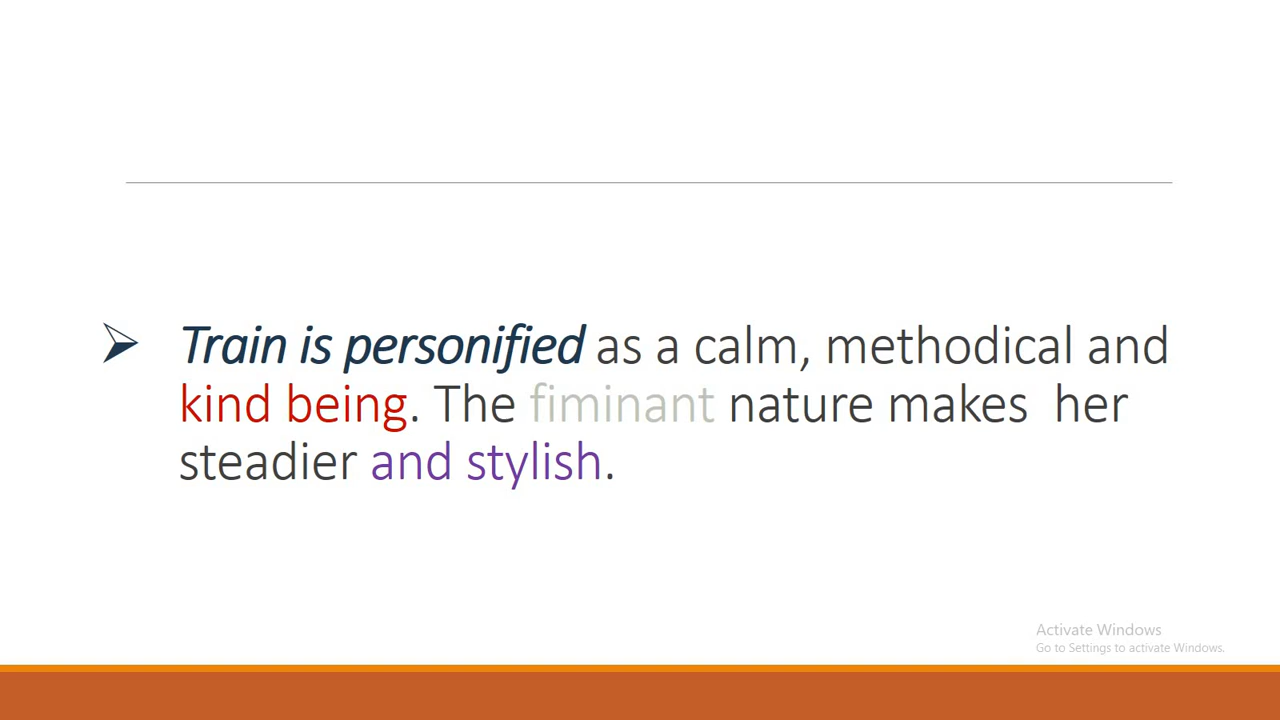 Train is personified as a calm, methodical and
kind being. The fiminant nature makes her
steadier and stylish.
Activate Windows
Go to Settings to activate Windows.